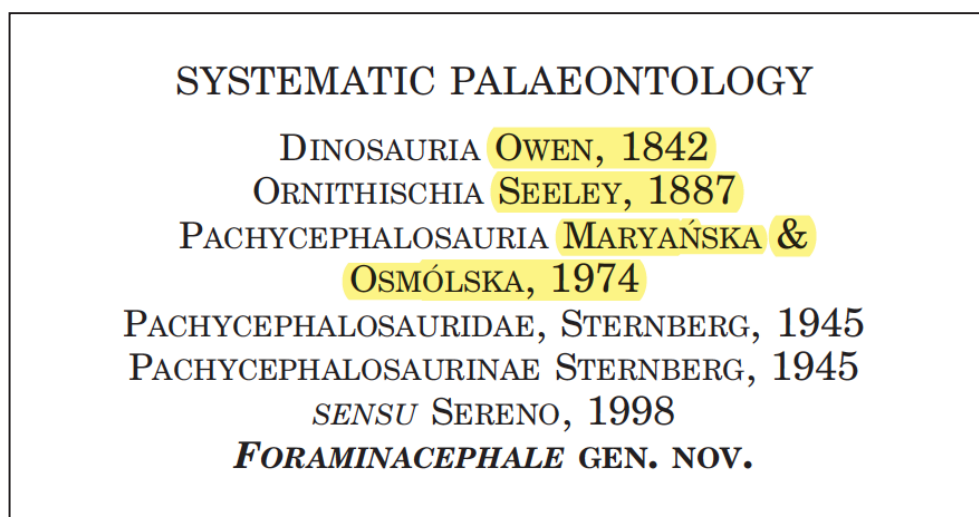 SYSTEMATIC PALAEONTOLOGY
DINOSAURIA OWEN, 1842
ORNITHISCHIA SEELEY, 1887
PACHYCEPHALOSAURIA MARYAŃSKA &
OSMÓLSKA, 1974
PACHYCEPHALOSAURIDAE, STERNBERG, 1945
PACHYCEPHALOSAURINAE STERNBERG, 1945
SENSU SERENO, 1998
FORAMINACEPHALE GEN. NOV.